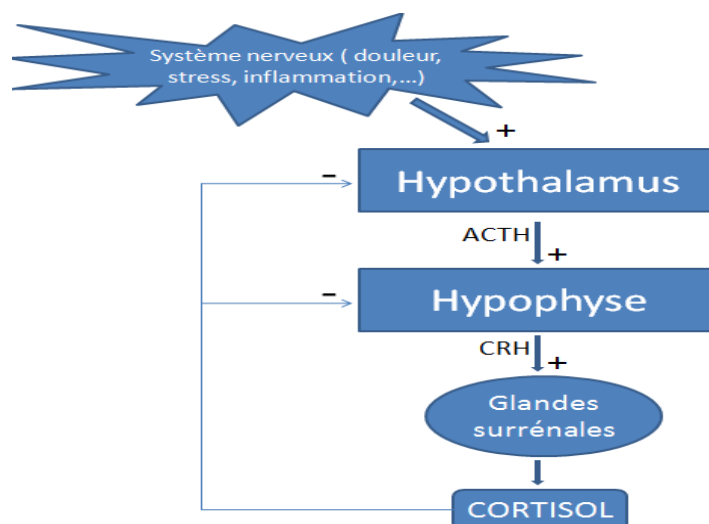 Système nerveux ( douleur,
stress, inflammation,...)
+
-
Hypothalamus
ACTH
+
-
Hypophyse
CRH
+
Glandes
surrénales
CORTISOL